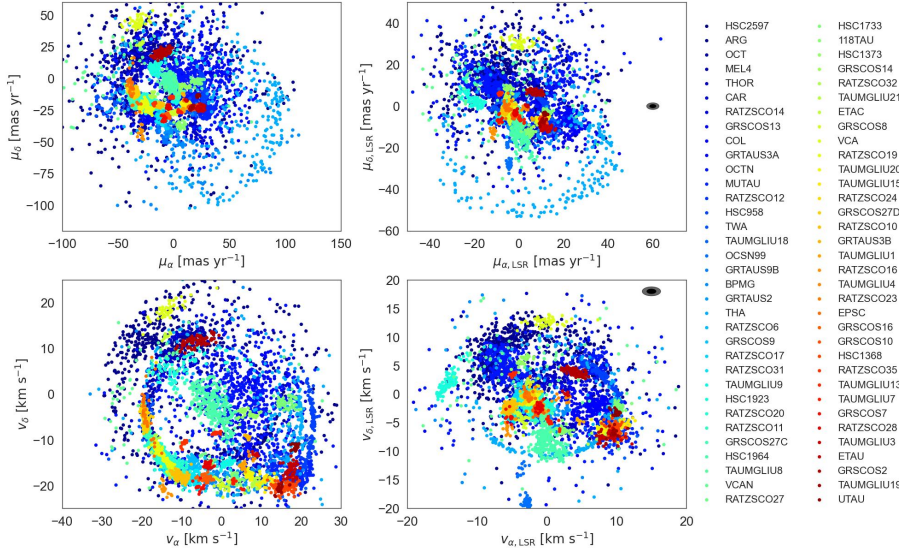 60
40
20
0
−20
−40
−60
μδ,LSR [mas yr⁻¹]
−40
−20
0
20
40
60
80
μα,LSR [mas yr⁻¹]
50
25
0
−25
−50
−75
−100
μδ [mas yr⁻¹]
−100
−50
0
50
100
150
μα [mas yr⁻¹]
20
10
0
−10
−20
vδ [km s⁻¹]
−40
−30
−20
−10
0
10
20
30
vα [km s⁻¹]
20
15
10
5
0
−5
−10
−15
−20
vδ,LSR [km s⁻¹]
−20
−10
0
10
20
vα,LSR [km s⁻¹]
HSC2597
ARG
OCT
MEL4
THOR
CAR
RATZSCO14
GRSCOS13
COL
GRTAUS3A
OCTN
MUTAU
RATZSCO12
HSC958
TWA
TAUMGLIU18
OCSN99
GRTAUS9B
BPMG
GRTAUS2
THA
RATZSCO6
GRSCOS9
RATZSCO17
RATZSCO31
TAUMGLIU9
HSC1923
RATZSCO20
RATZSCO11
GRSCOS27C
HSC1964
TAUMGLIU8
VCAN
RATZSCO27
HSC1733
118TAU
HSC1373
GRSCOS14
RATZSCO32
TAUMGLIU21
ETAC
GRSCOS8
VCA
RATZSCO19
TAUMGLIU20
TAUMGLIU15
RATZSCO24
GRSCOS27D
RATZSCO10
GRTAUS3B
TAUMGLIU1
RATZSCO16
TAUMGLIU4
RATZSCO23
EPSC
GRSCOS16
GRSCOS10
HSC1368
RATZSCO35
TAUMGLIU13
TAUMGLIU7
GRSCOS7
RATZSCO28
TAUMGLIU3
ETAU
GRSCOS2
TAUMGLIU19
UTAU